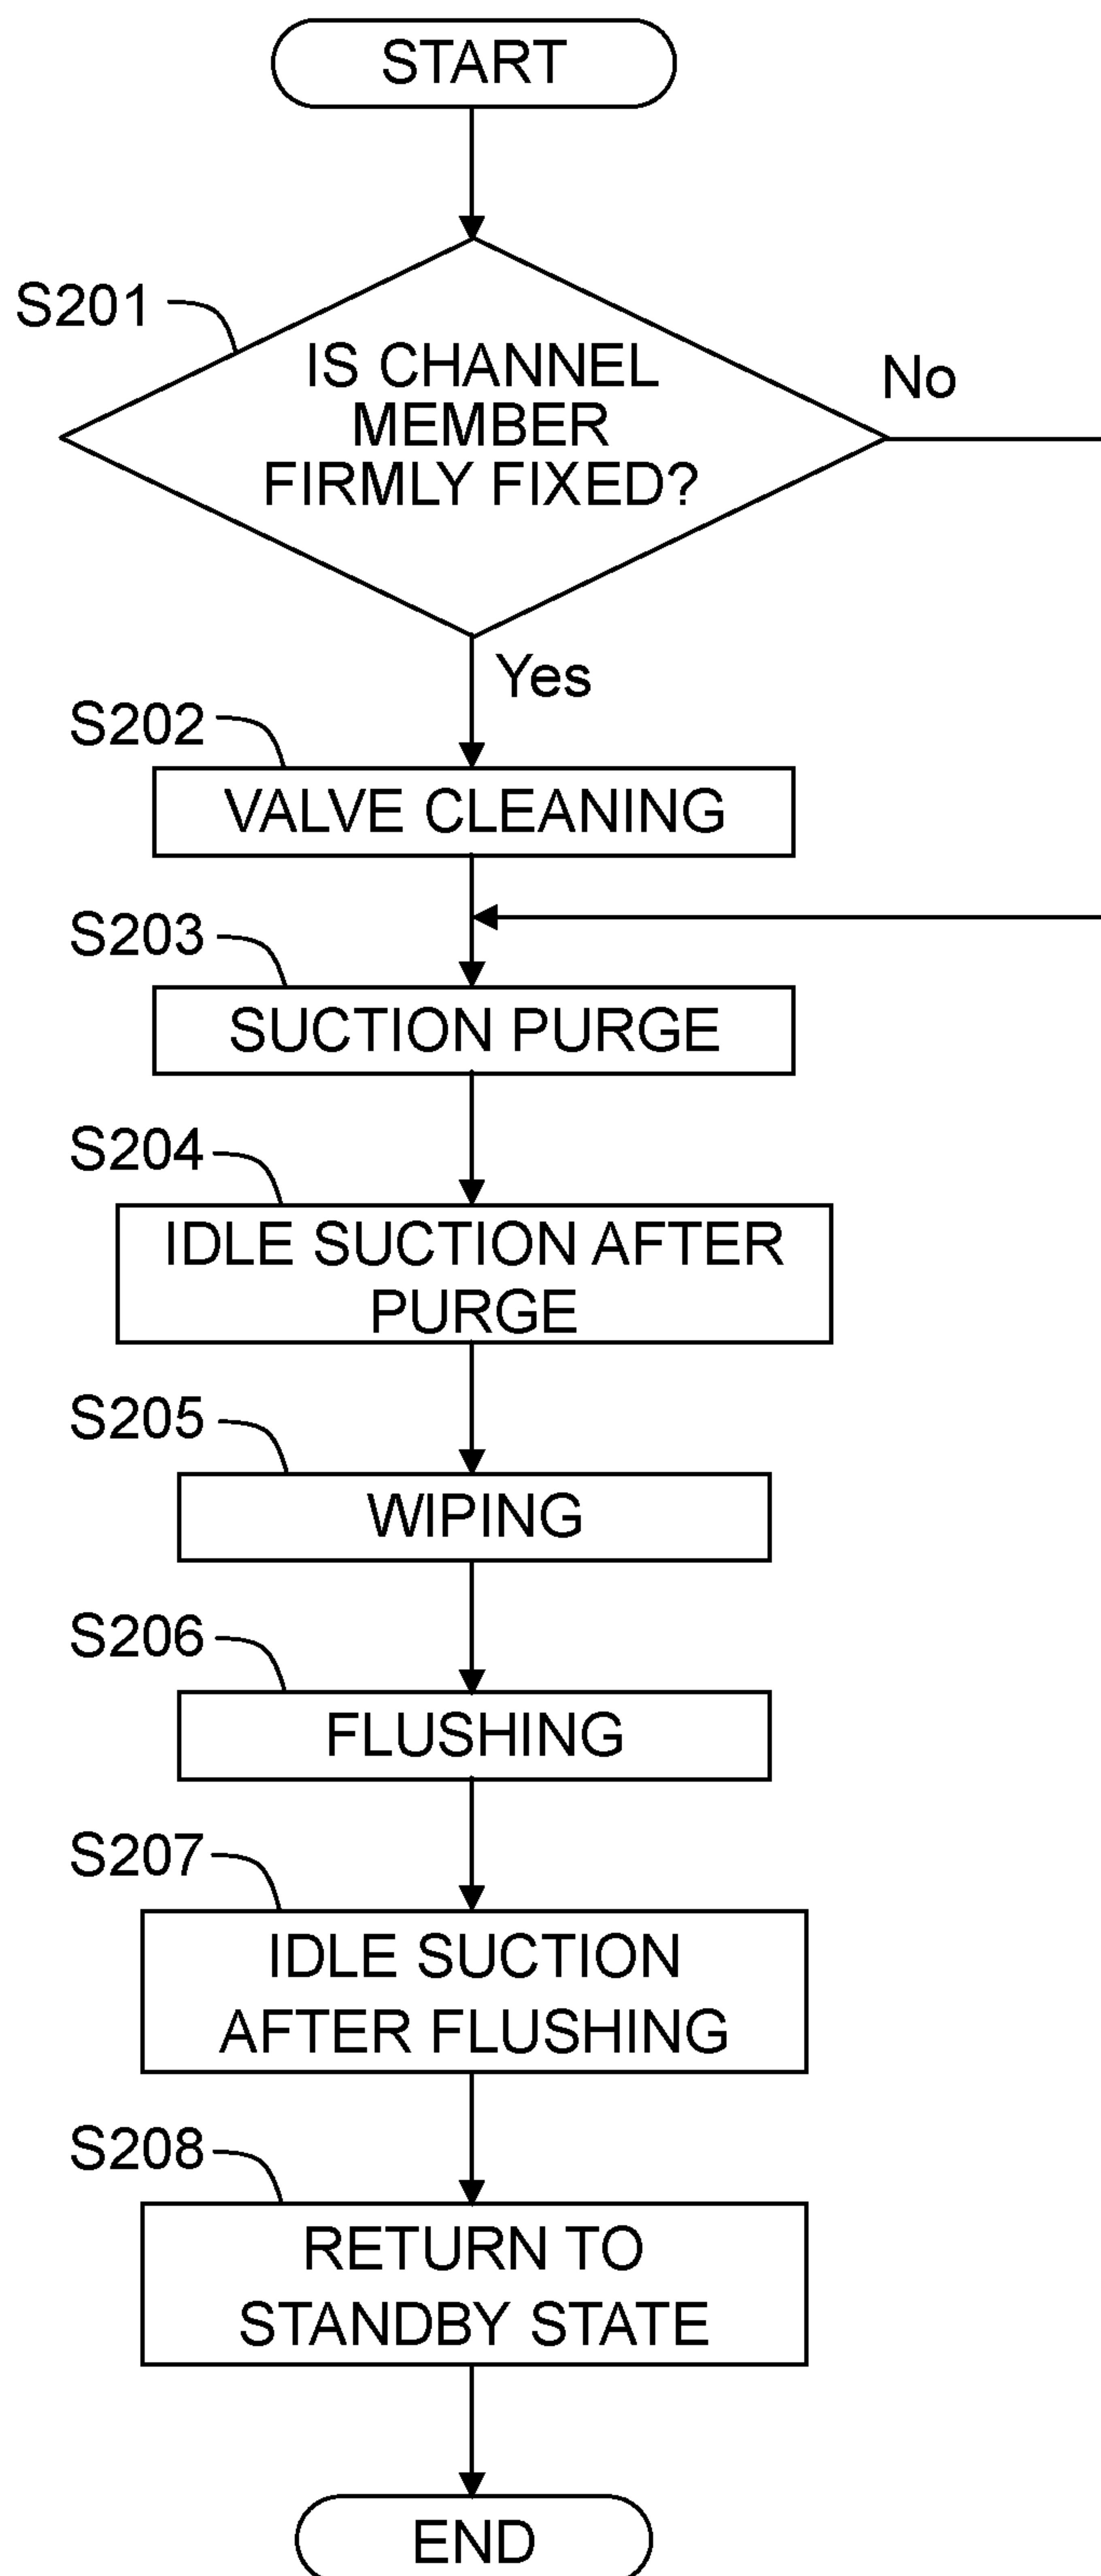 START
S201
IS CHANNEL
MEMBER
FIRMLY FIXED?
No
Yes
S202
VALVE CLEANING
S203
SUCTION PURGE
S204
IDLE SUCTION AFTER
PURGE
S205
WIPING
S206
FLUSHING
S207
IDLE SUCTION
AFTER FLUSHING
S208
RETURN TO
STANDBY STATE
END